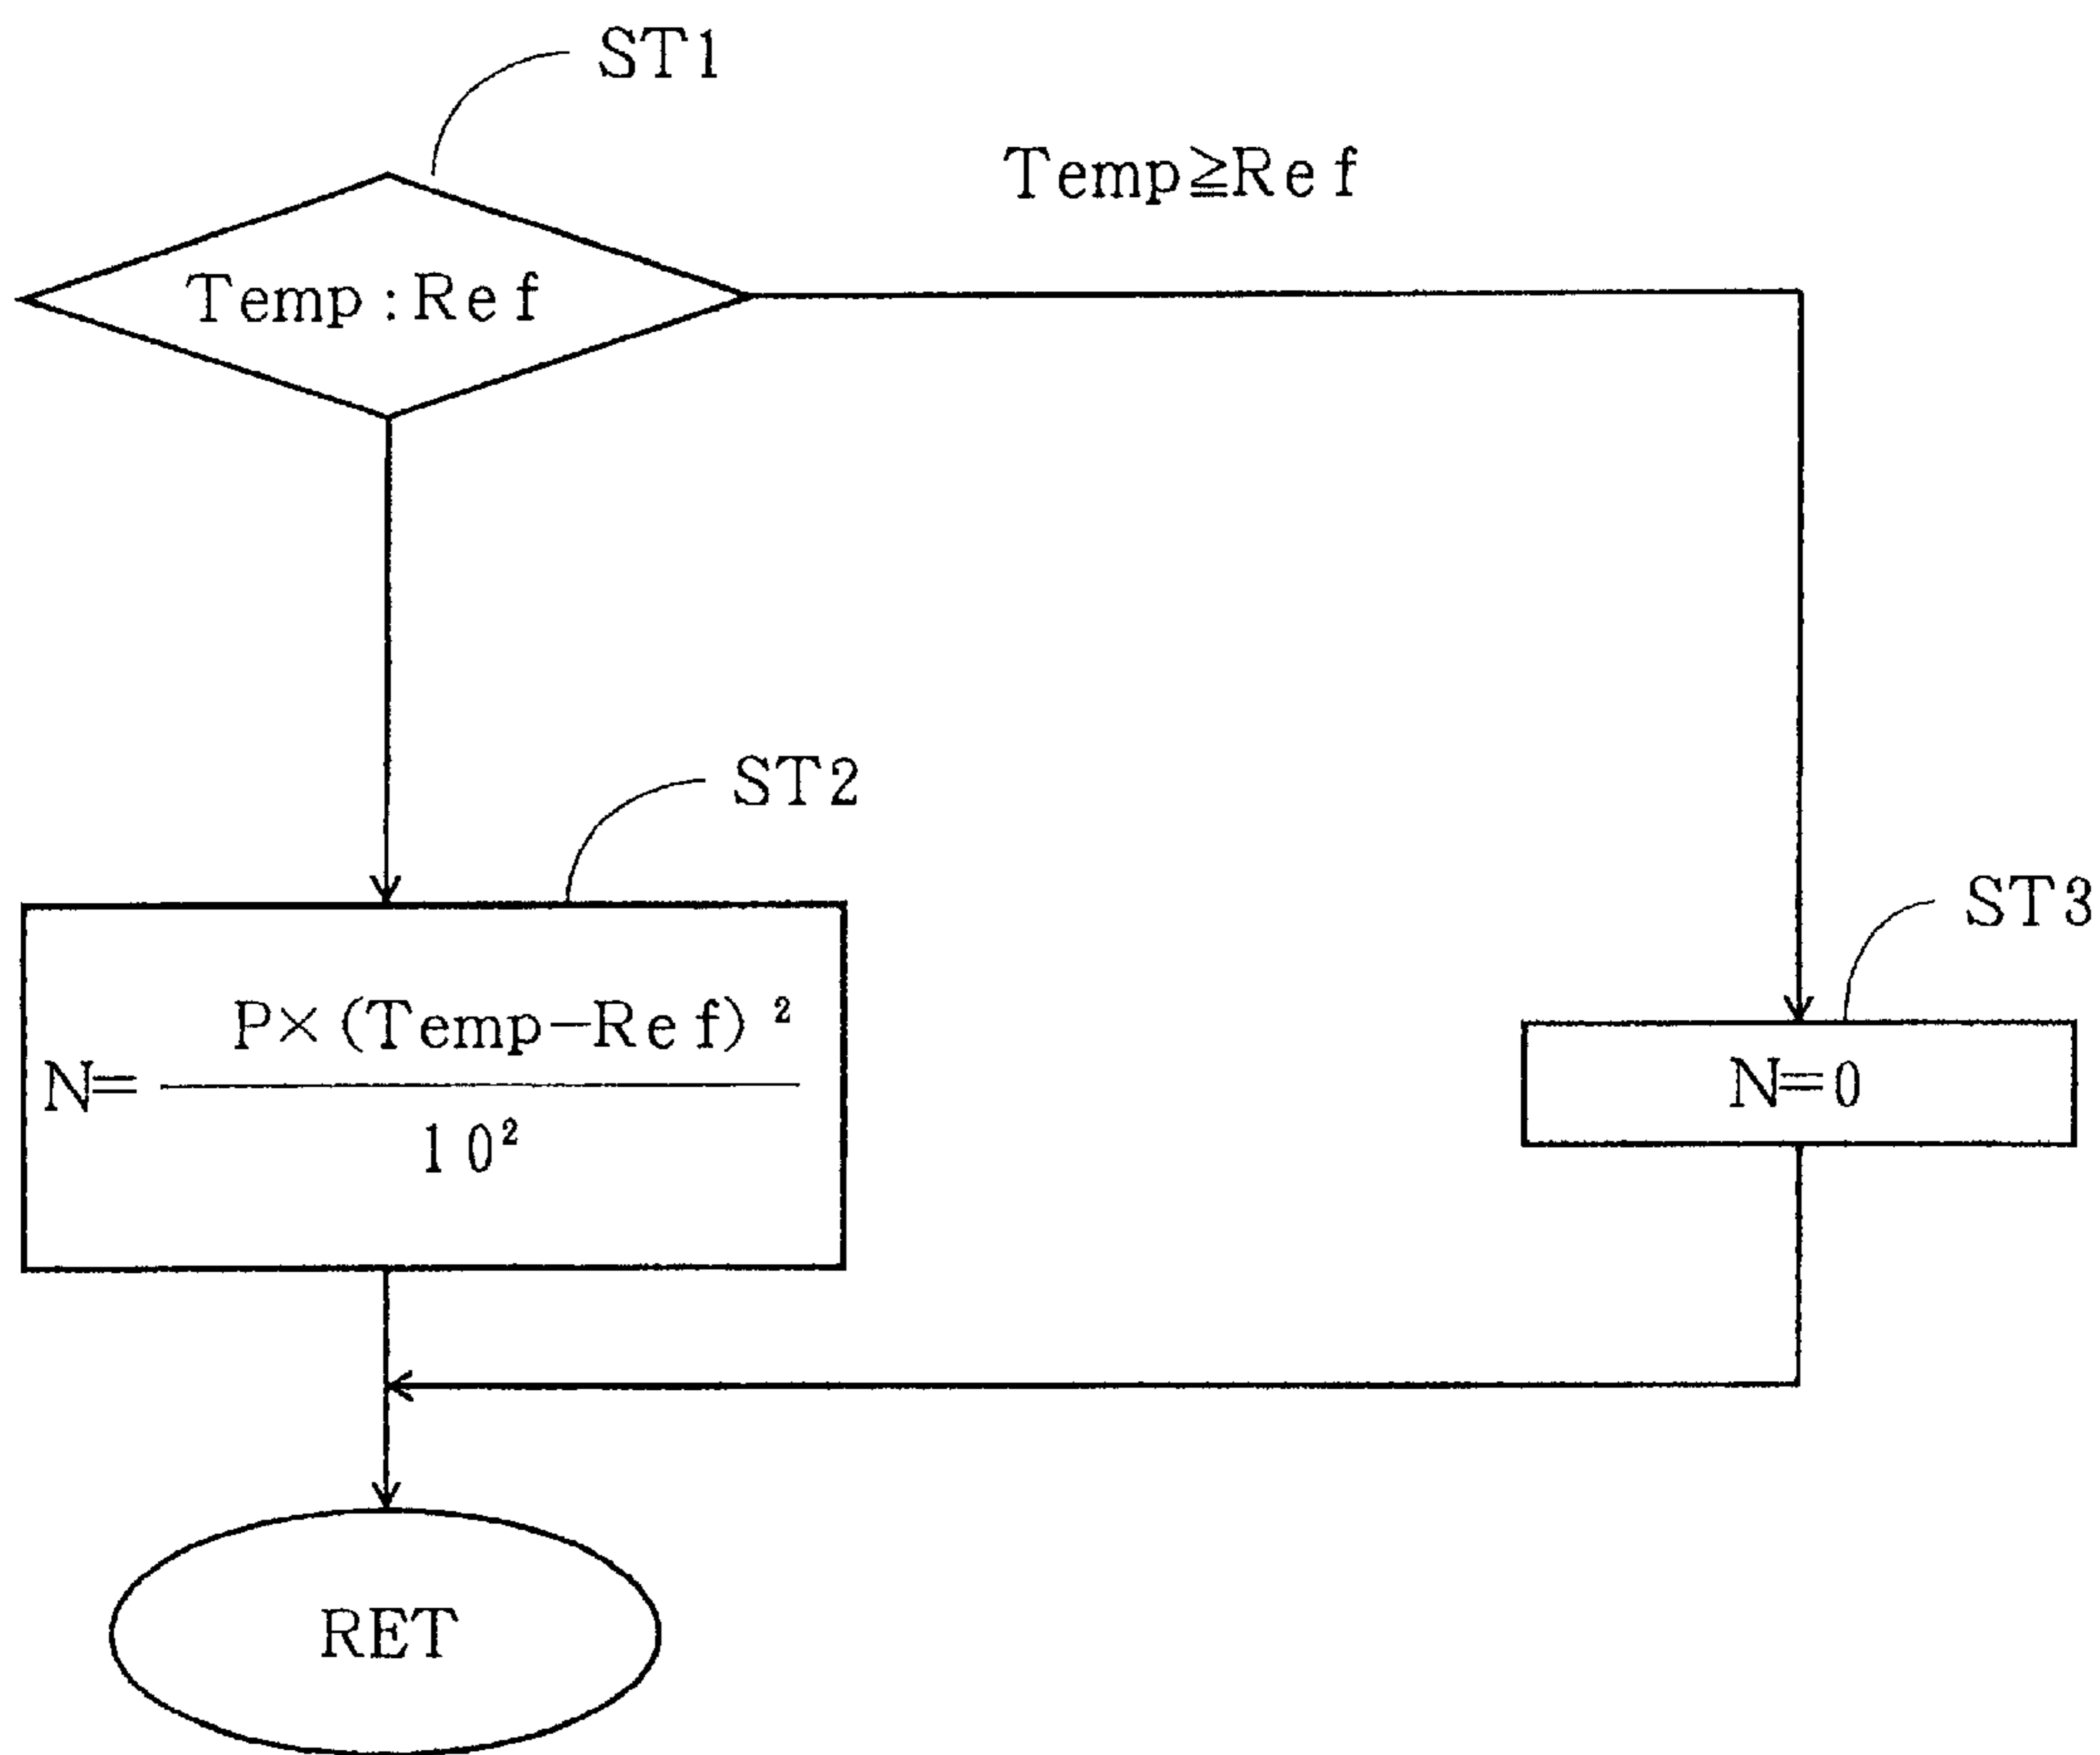 ST1
Temp≧Ref
Temp:Ref
ST2
ST3
N= P×(Temp−Ref)² / 10²
N=0
RET